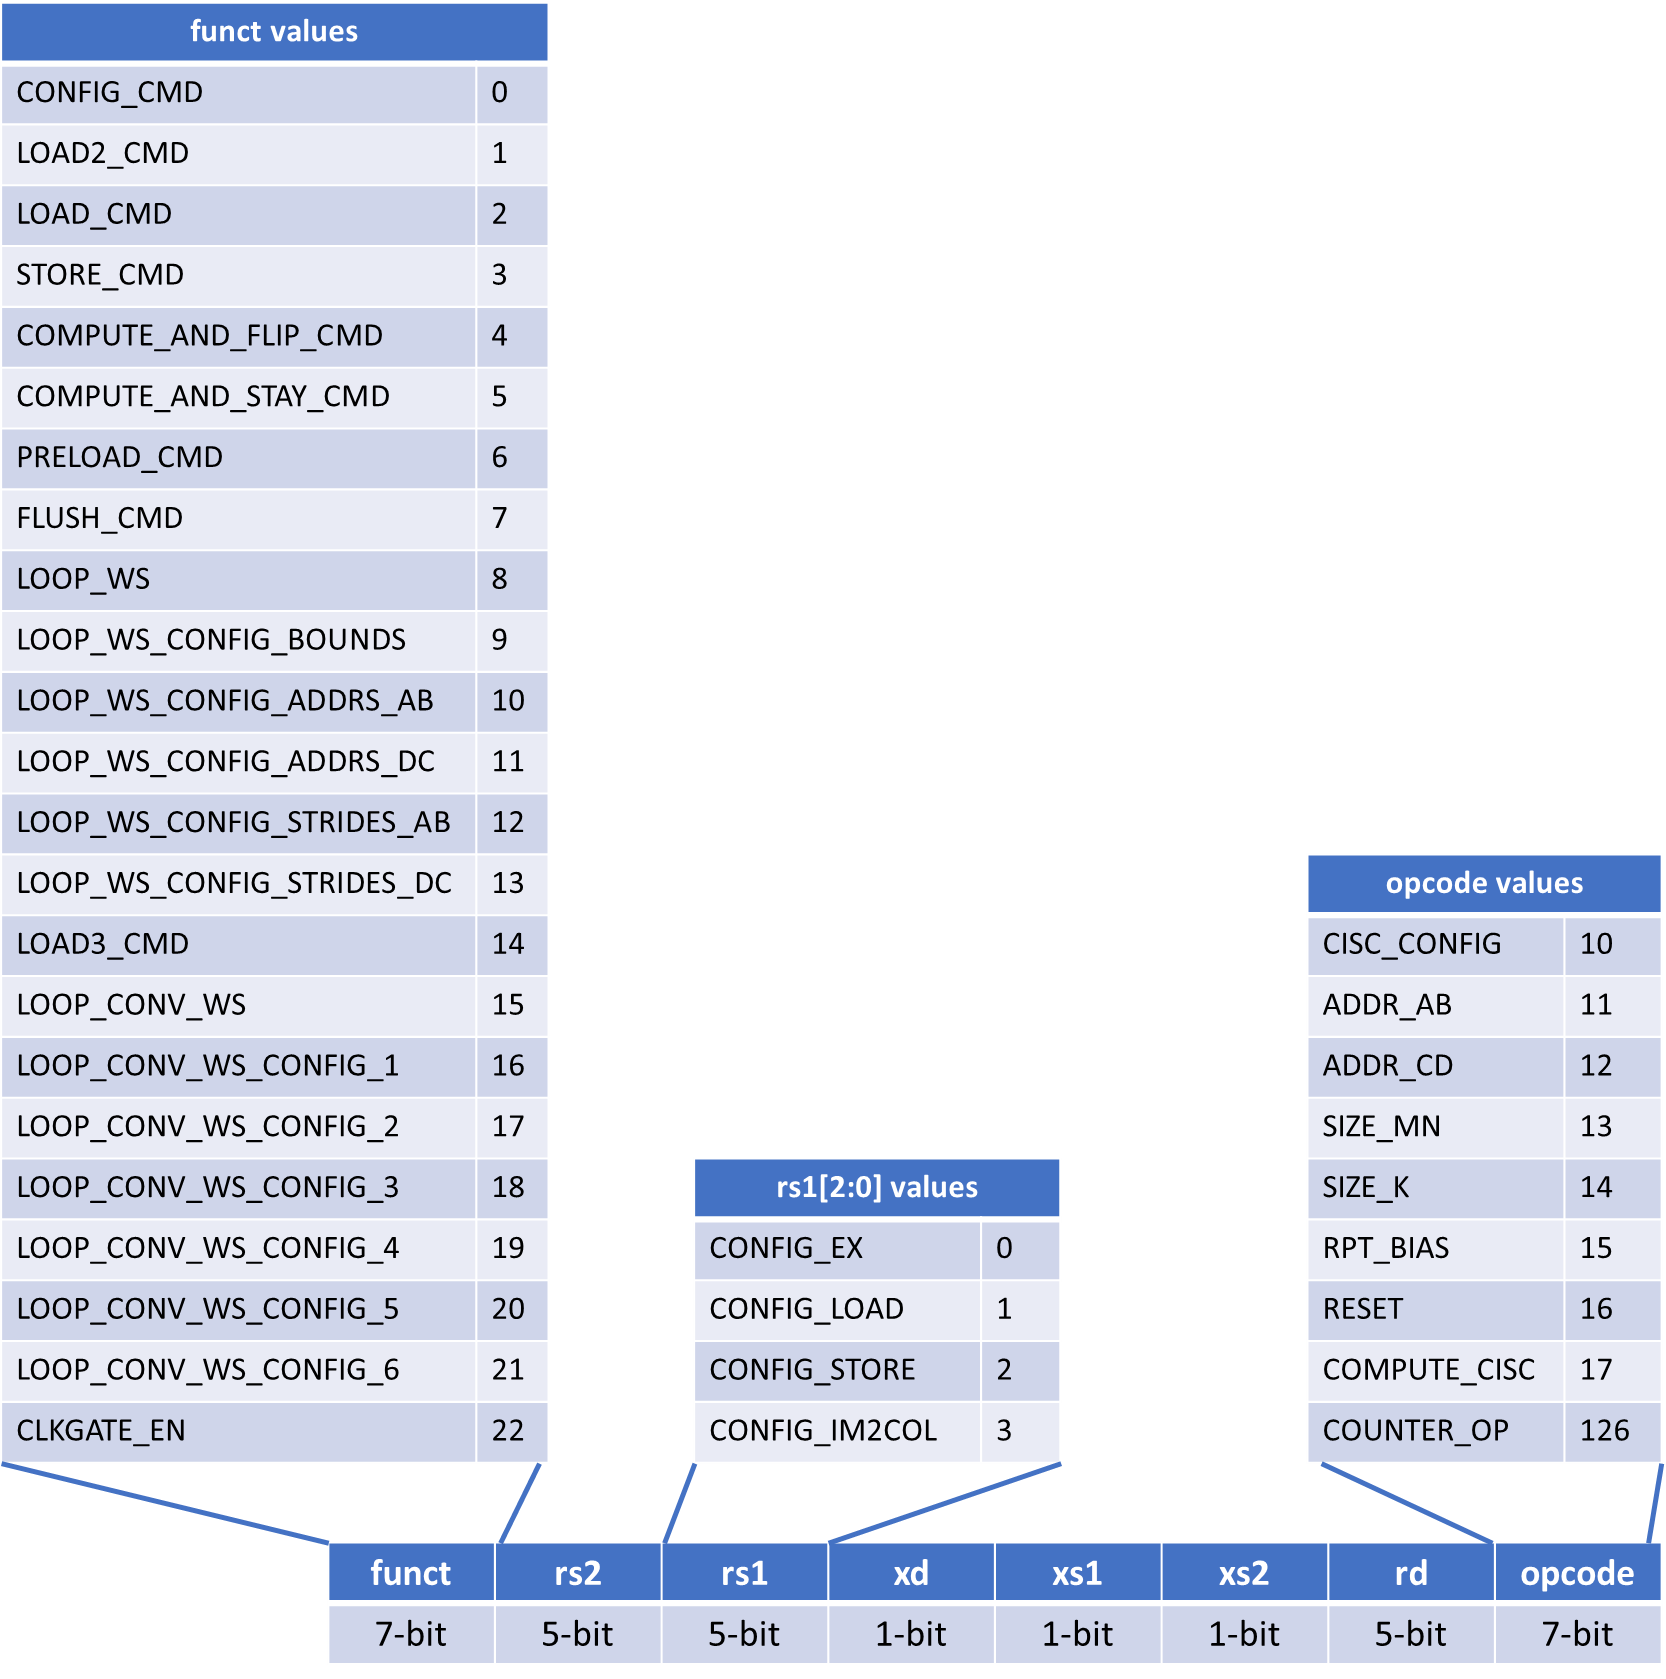 funct values
CONFIG_CMD 0
LOAD2_CMD 1
LOAD_CMD 2
STORE_CMD 3
COMPUTE_AND_FLIP_CMD 4
COMPUTE_AND_STAY_CMD 5
PRELOAD_CMD 6
FLUSH_CMD 7
LOOP_WS 8
LOOP_WS_CONFIG_BOUNDS 9
LOOP_WS_CONFIG_ADDRS_AB 10
LOOP_WS_CONFIG_ADDRS_DC 11
LOOP_WS_CONFIG_STRIDES_AB 12
LOOP_WS_CONFIG_STRIDES_DC 13
LOAD3_CMD 14
LOOP_CONV_WS 15
LOOP_CONV_WS_CONFIG_1 16
LOOP_CONV_WS_CONFIG_2 17
LOOP_CONV_WS_CONFIG_3 18
LOOP_CONV_WS_CONFIG_4 19
LOOP_CONV_WS_CONFIG_5 20
LOOP_CONV_WS_CONFIG_6 21
CLKGATE_EN 22
rs1[2:0] values
CONFIG_EX 0
CONFIG_LOAD 1
CONFIG_STORE 2
CONFIG_IM2COL 3
opcode values
CISC_CONFIG 10
ADDR_AB 11
ADDR_CD 12
SIZE_MN 13
SIZE_K 14
RPT_BIAS 15
RESET 16
COMPUTE_CISC 17
COUNTER_OP 126
funct rs2 rs1 xd xs1 xs2 rd opcode
7-bit 5-bit 5-bit 1-bit 1-bit 1-bit 5-bit 7-bit